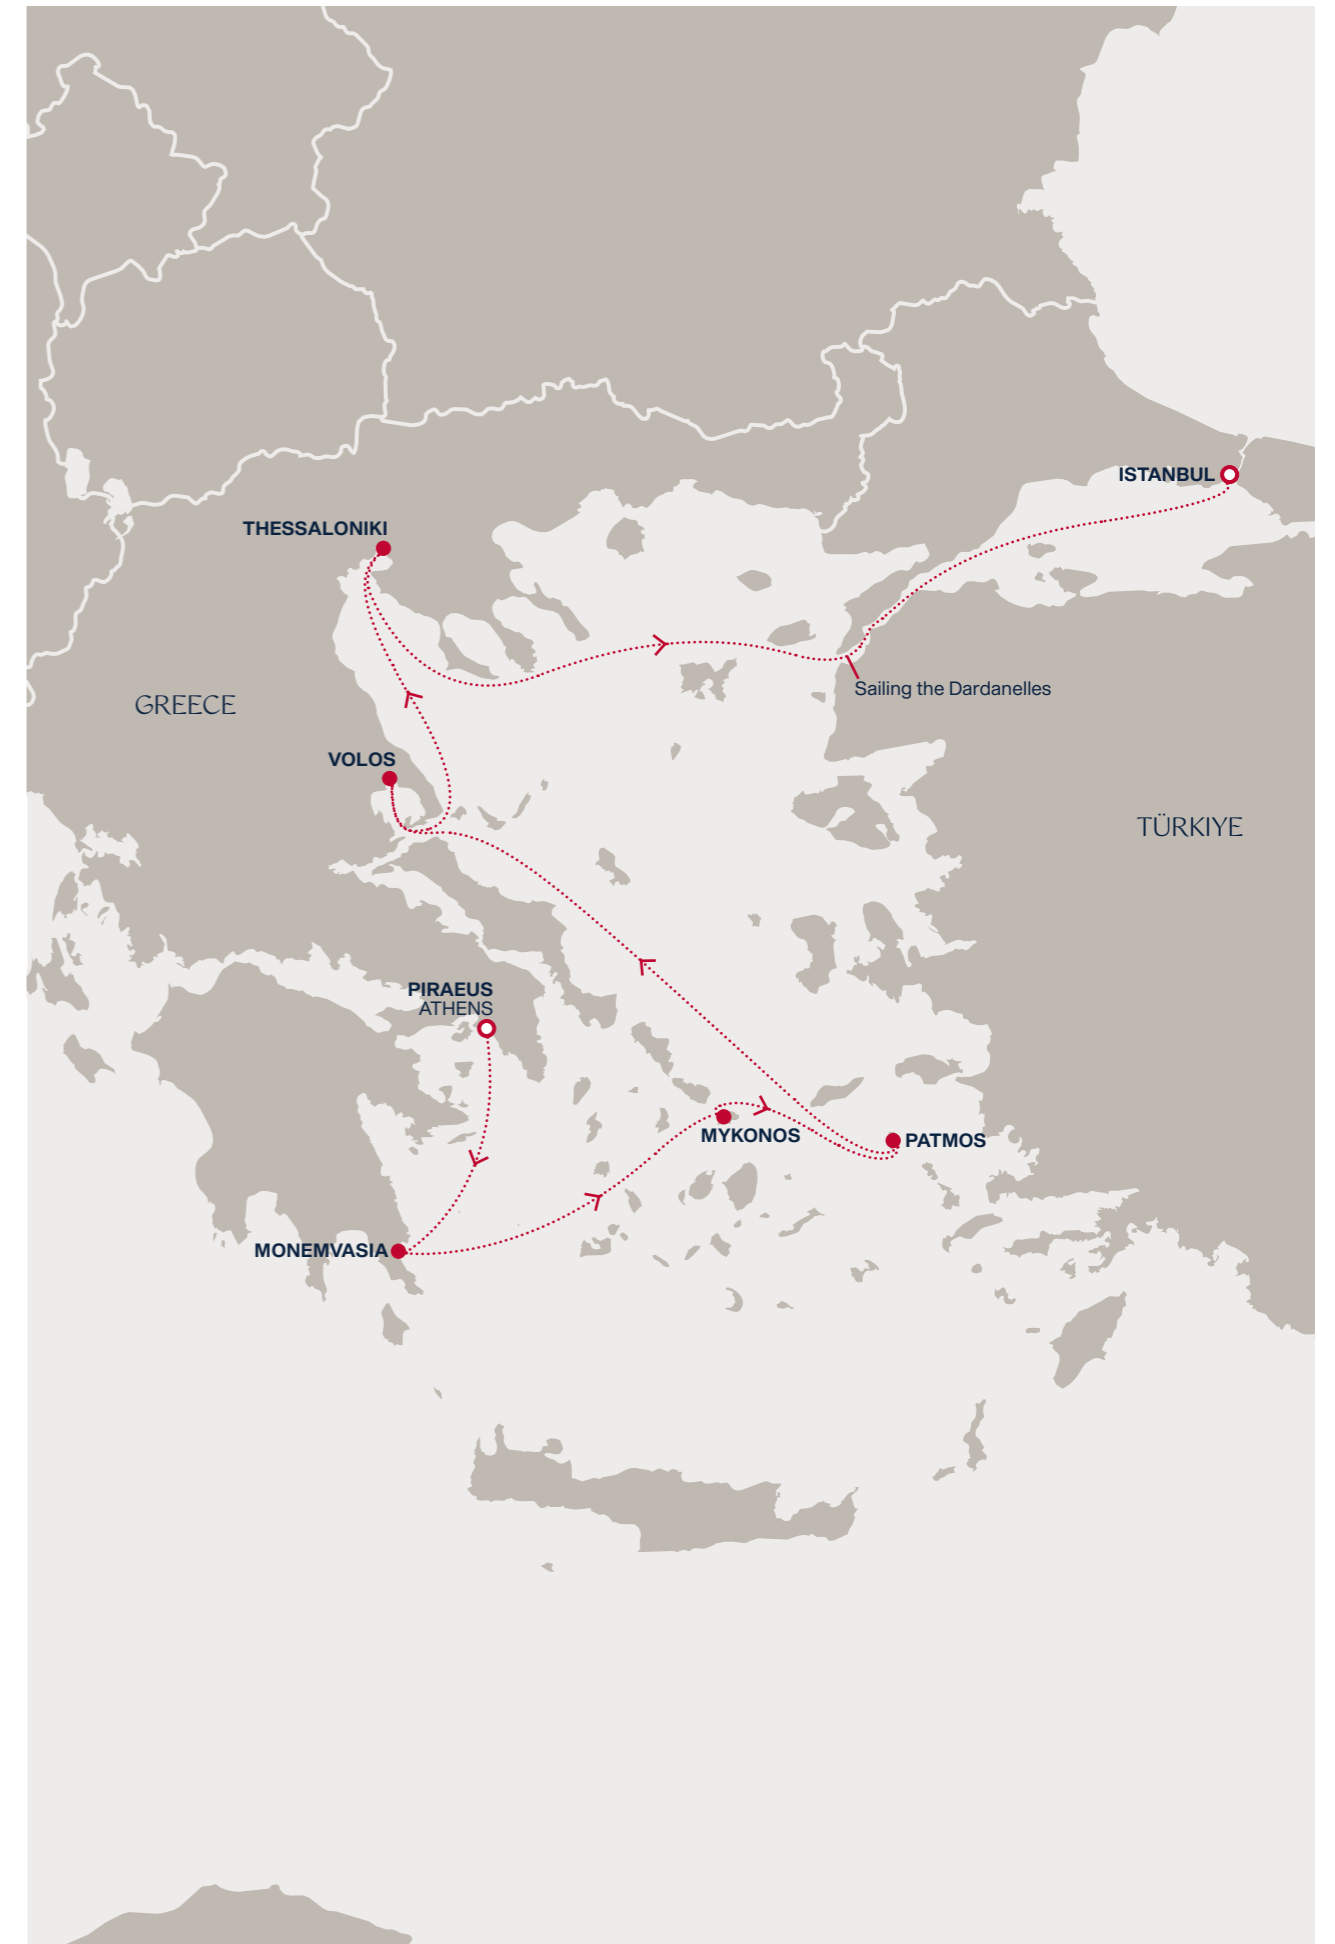 ISTANBUL
THESSALONIKI
Sailing the Dardanelles
GREECE
VOLOS
TÜRKIYE
PIRAEUS
ATHENS
MYKONOS
PATMOS
MONEMVASIA